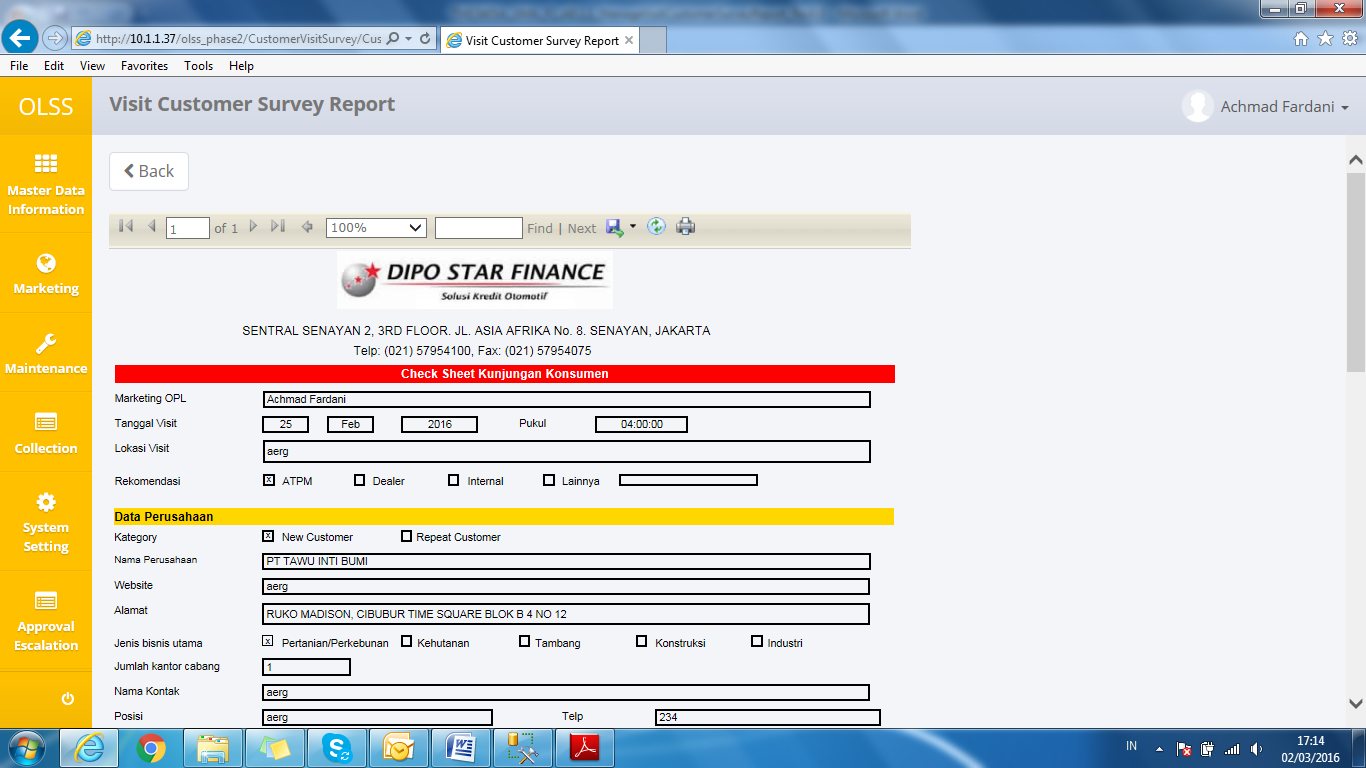 http://10.1.1.37/olss_phase2/CustomerVisitSurvey/Cus
Visit Customer Survey Report
File Edit View Favorites Tools Help
OLSS
Visit Customer Survey Report
Achmad Fardani
Back
Master Data
Information
Marketing
Maintenance
Collection
System
Setting
Approval
Escalation
1 of 1 100% Find | Next
DIPO STAR FINANCE
Solusi Kredit Otomotif
SENTRAL SENAYAN 2, 3RD FLOOR. JL. ASIA AFRIKA No. 8. SENAYAN, JAKARTA
Telp: (021) 57954100, Fax: (021) 57954075
Check Sheet Kunjungan Konsumen
Marketing OPL Achmad Fardani
Tanggal Visit 25 Feb 2016 Pukul 04:00:00
Lokasi Visit aerg
Rekomendasi x ATPM Dealer Internal Lainnya
Data Perusahaan
Kategory x New Customer Repeat Customer
Nama Perusahaan PT TAWU INTI BUMI
Website aerg
Alamat RUKO MADISON, CIBUBUR TIME SQUARE BLOK B 4 NO 12
Jenis bisnis utama x Pertanian/Perkebunan Kehutanan Tambang Konstruksi Industri
Jumlah kantor cabang 1
Nama Kontak aerg
Posisi aerg Telp 234
IN
17:14
02/03/2016